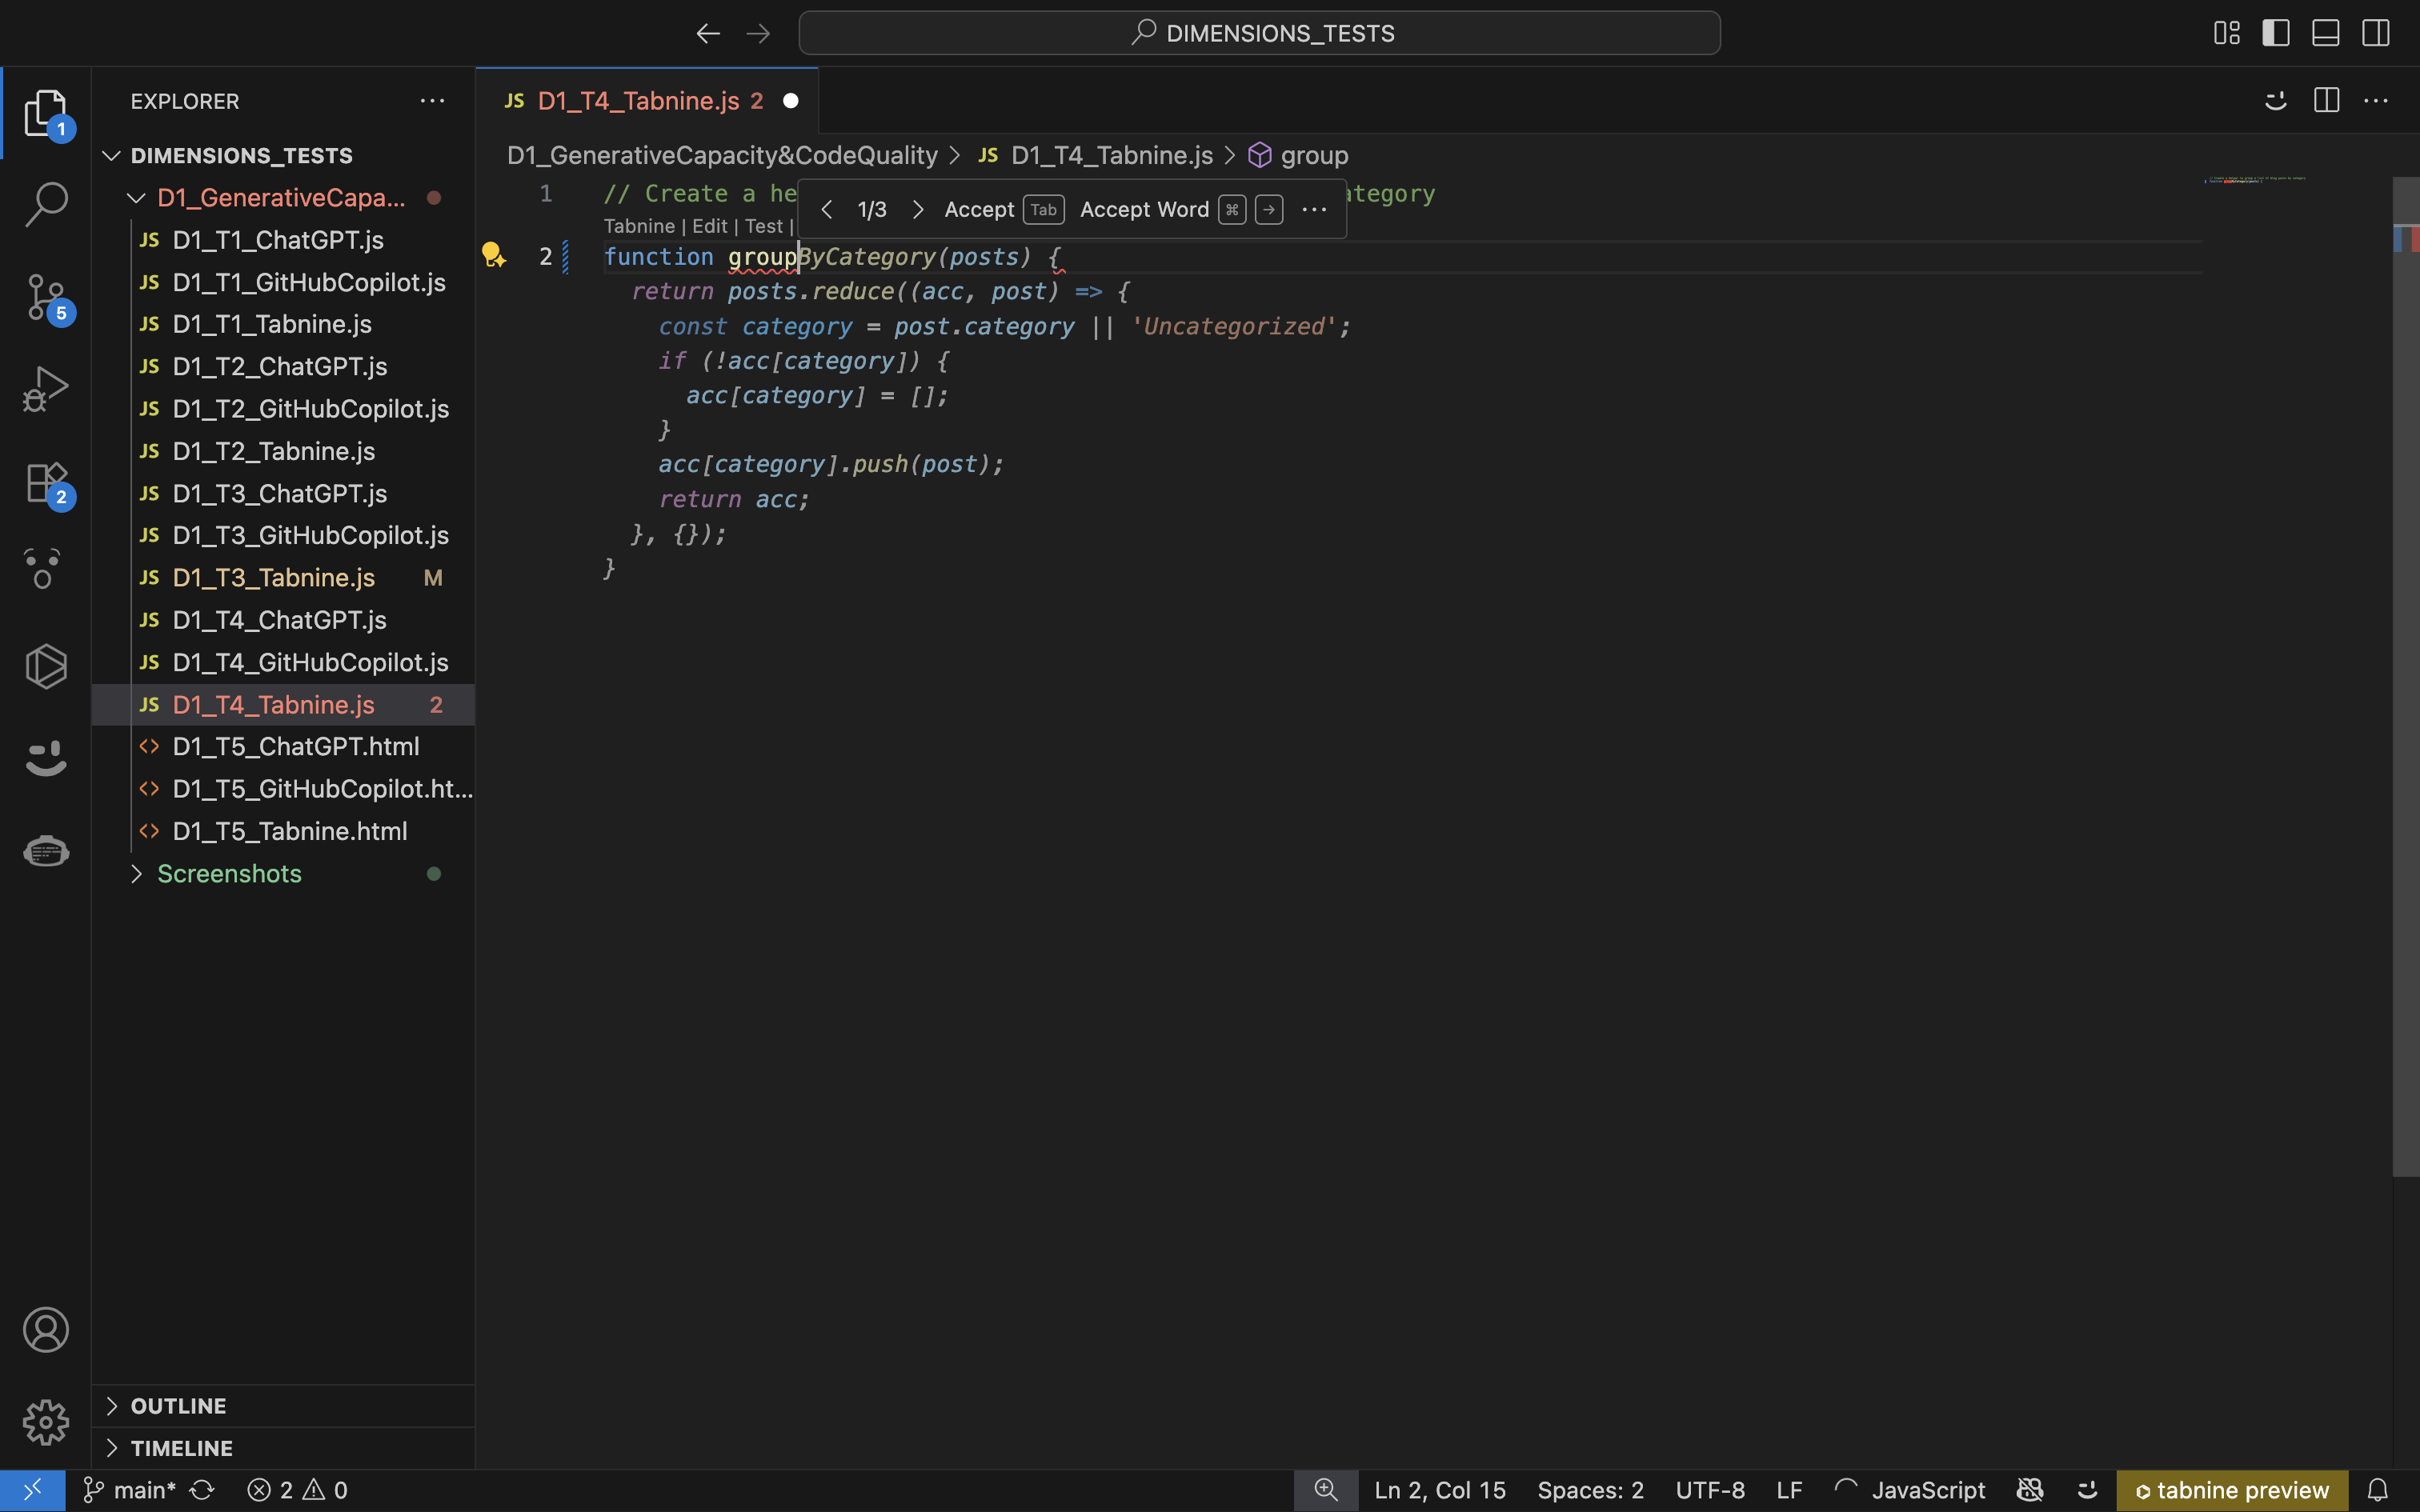 DIMENSIONS_TESTS
EXPLORER
DIMENSIONS_TESTS
D1_GenerativeCapa...
JS D1_T1_ChatGPT.js
JS D1_T1_GitHubCopilot.js
JS D1_T1_Tabnine.js
JS D1_T2_ChatGPT.js
JS D1_T2_GitHubCopilot.js
JS D1_T2_Tabnine.js
JS D1_T3_ChatGPT.js
JS D1_T3_GitHubCopilot.js
JS D1_T3_Tabnine.js M
JS D1_T4_ChatGPT.js
JS D1_T4_GitHubCopilot.js
JS D1_T4_Tabnine.js 2
<> D1_T5_ChatGPT.html
<> D1_T5_GitHubCopilot.ht...
<> D1_T5_Tabnine.html
Screenshots
OUTLINE
TIMELINE
1
5
2
JS D1_T4_Tabnine.js 2
D1_GenerativeCapacity&CodeQuality > JS D1_T4_Tabnine.js > group
1 // Create a he
tegory
1/3 Accept Tab Accept Word ⌘ →
Tabnine | Edit | Test |
2 function groupByCategory(posts) {
return posts.reduce((acc, post) => {
const category = post.category || 'Uncategorized';
if (!acc[category]) {
acc[category] = [];
}
acc[category].push(post);
return acc;
}, {});
}
main* 2 0 Ln 2, Col 15 Spaces: 2 UTF-8 LF JavaScript tabnine preview